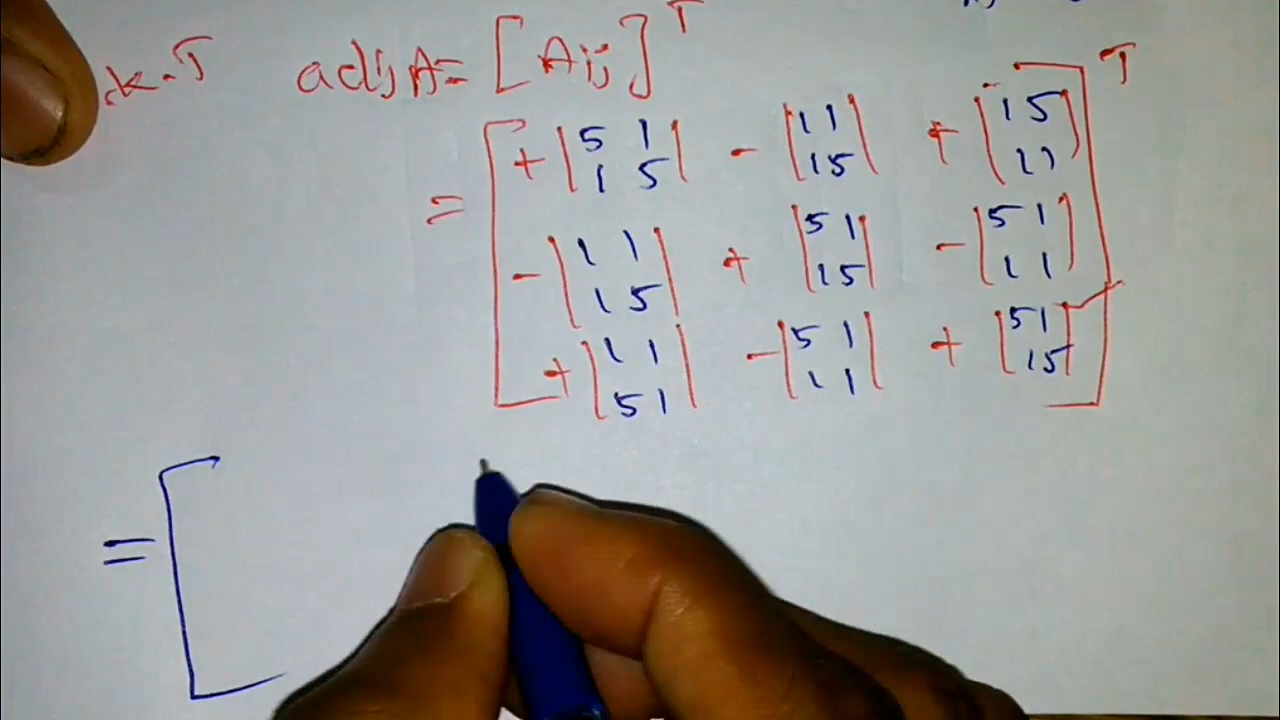 k.T adj A = [Aij]^T
= [ + |5 1; 1 5| - |1 1; 1 5| + |1 5; 1 1|
- |1 1; 1 5| + |5 1; 1 5| - |5 1; 1 1|
+ |1 1; 5 1| - |5 1; 1 1| + |5 1; 1 5| ]^T
= [